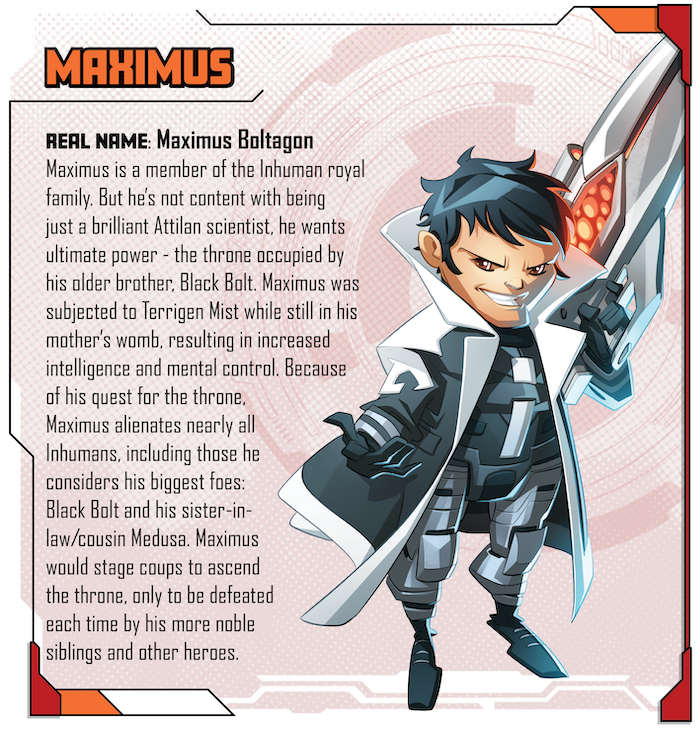 MAXIMUS
REAL NAME: Maximus Boltagon
Maximus is a member of the Inhuman royal
family. But he's not content with being
just a brilliant Attilan scientist, he wants
ultimate power - the throne occupied by
his older brother, Black Bolt. Maximus was
subjected to Terrigen Mist while still in his
mother's womb, resulting in increased
intelligence and mental control. Because
of his quest for the throne,
Maximus alienates nearly all
Inhumans, including those he
considers his biggest foes:
Black Bolt and his sister-in-
law/cousin Medusa. Maximus
would stage coups to ascend
the throne, only to be defeated
each time by his more noble
siblings and other heroes.